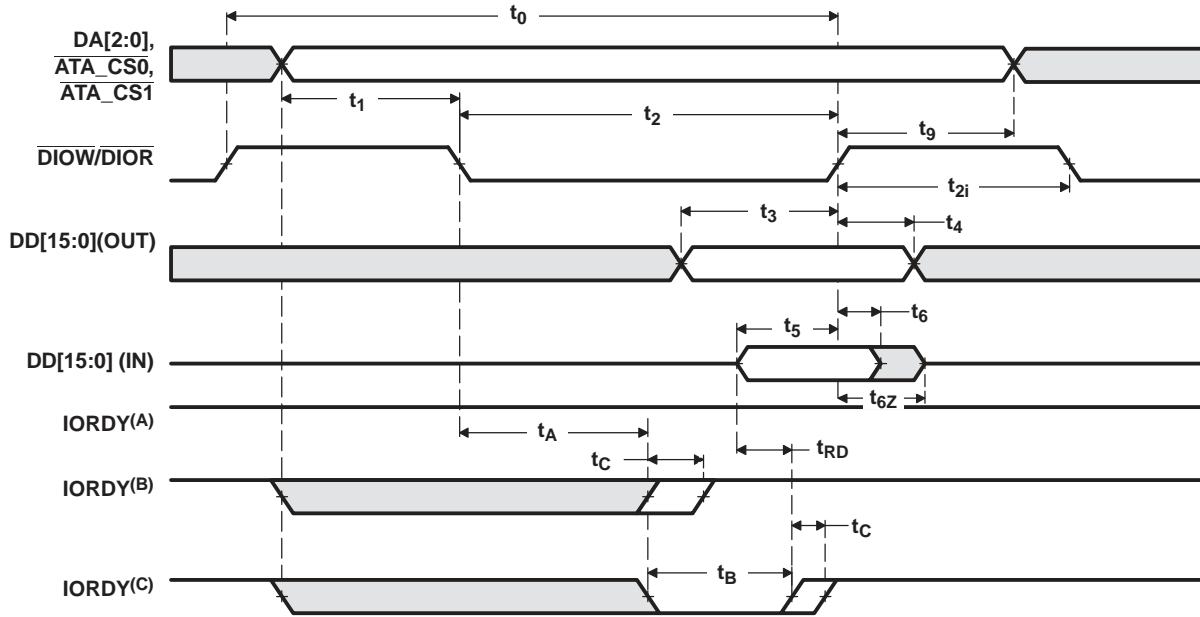 t0
DA[2:0],
ATA_CS0,
ATA_CS1
t1
t2
t9
DIOW/DIOR
t2i
t3
t4
DD[15:0](OUT)
t6
t5
DD[15:0] (IN)
t6Z
IORDY(A)
tA
tRD
tC
IORDY(B)
tC
tB
IORDY(C)